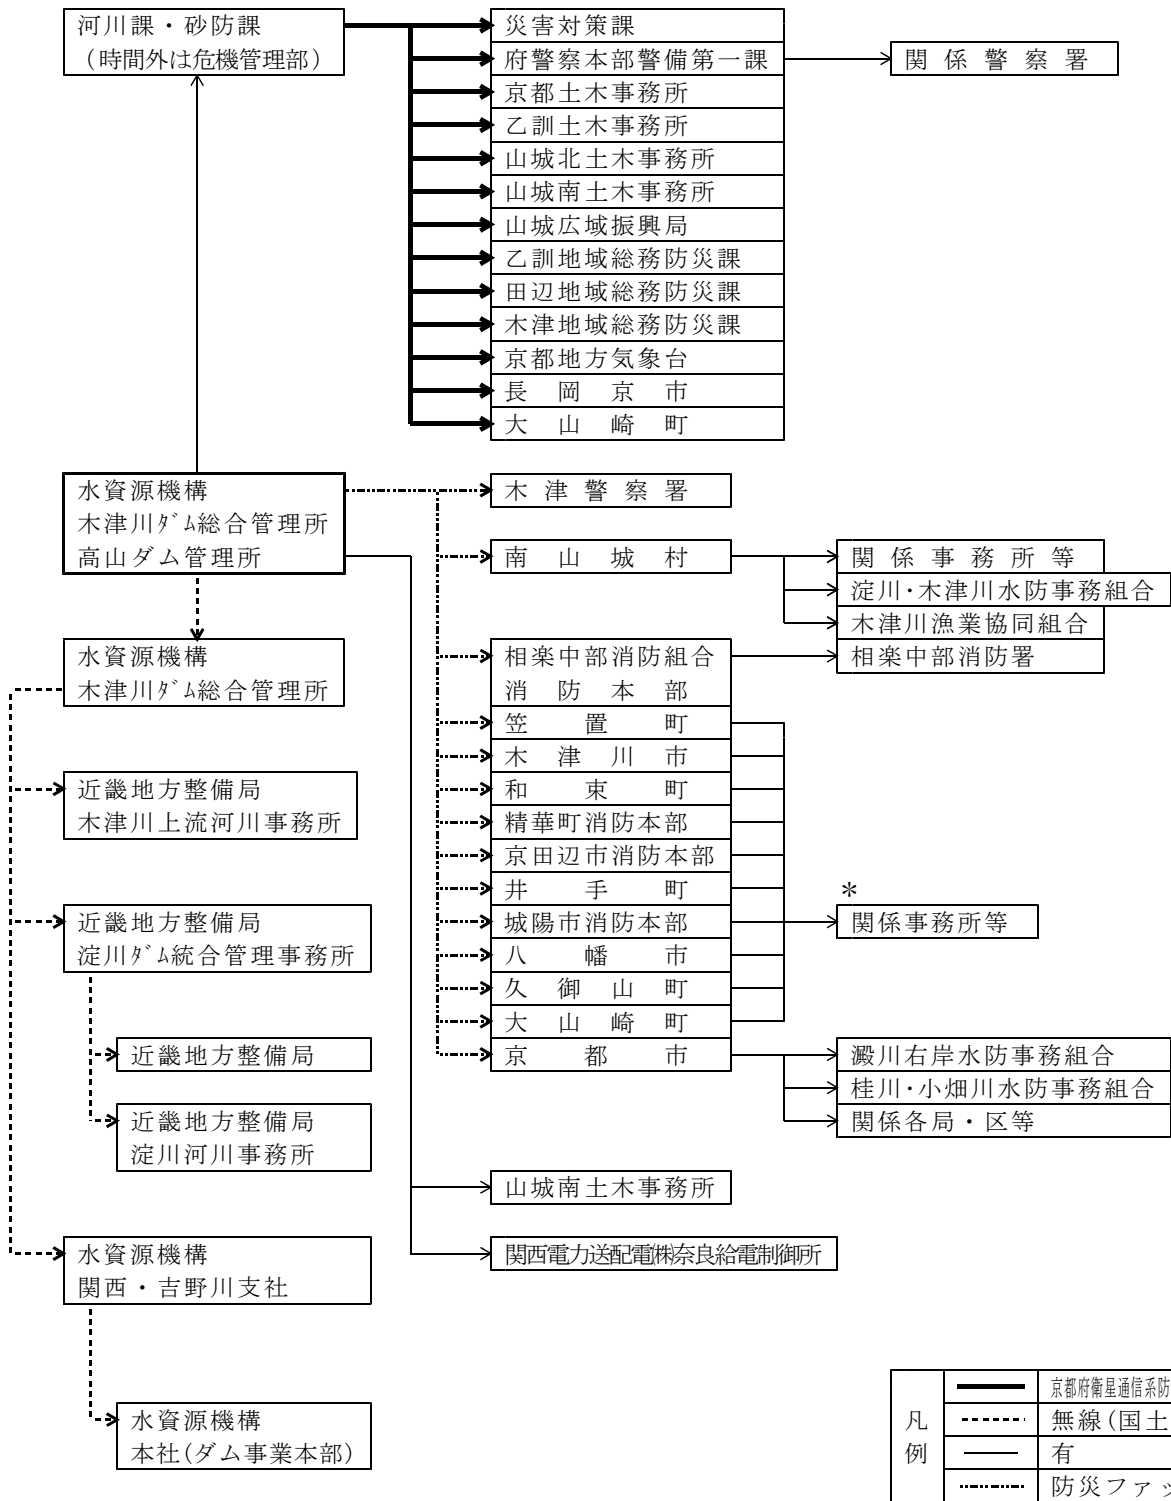 河川課・砂防課
（時間外は危機管理部）
災害対策課
府警察本部警備第一課
関係警察署
京都土木事務所
乙訓土木事務所
山城北土木事務所
山城南土木事務所
山城広域振興局
乙訓地域総務防災課
田辺地域総務防災課
木津地域総務防災課
京都地方気象台
長岡京市
大山崎町
水資源機構
木津川ﾀﾞﾑ総合管理所
高山ダム管理所
木津警察署
南山城村
関係事務所等
淀川・木津川水防事務組合
木津川漁業協同組合
相楽中部消防組合
消防本部
相楽中部消防署
水資源機構
木津川ﾀﾞﾑ総合管理所
笠置町
木津川市
和束町
精華町消防本部
京田辺市消防本部
井手町
城陽市消防本部
八幡市
久御山町
大山崎町
京都市
＊
関係事務所等
近畿地方整備局
木津川上流河川事務所
近畿地方整備局
淀川ﾀﾞﾑ統合管理事務所
近畿地方整備局
近畿地方整備局
淀川河川事務所
澱川右岸水防事務組合
桂川・小畑川水防事務組合
関係各局・区等
山城南土木事務所
関西電力送配電㈱奈良給電制御所
水資源機構
関西・吉野川支社
水資源機構
本社(ダム事業本部)
凡例
京都府衛星通信系防
無線(国土
有
防災ファッ